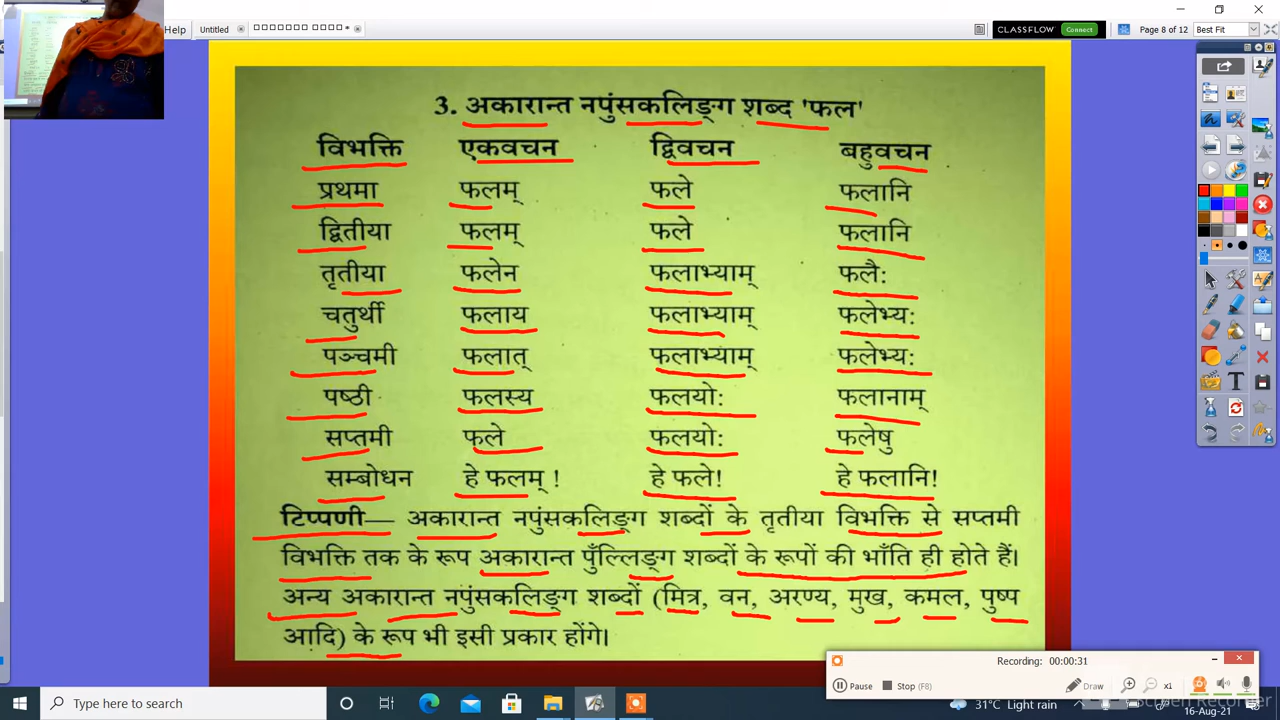 Help Untitled
CLASSFLOW Connect Page 8 of 12 Best Fit
3. अकारान्त नपुंसकलिङ्ग शब्द 'फल'
विभक्ति एकवचन द्विवचन बहुवचन
प्रथमा फलम् फले फलानि
द्वितीया फलम् फले फलानि
तृतीया फलेन फलाभ्याम् फलैः
चतुर्थी फलाय फलाभ्याम् फलेभ्यः
पञ्चमी फलात् फलाभ्याम् फलेभ्यः
षष्ठी फलस्य फलयोः फलानाम्
सप्तमी फले फलयोः फलेषु
सम्बोधन हे फलम् ! हे फले! हे फलानि!
टिप्पणी— अकारान्त नपुंसकलिङ्ग शब्दों के तृतीया विभक्ति से सप्तमी
विभक्ति तक के रूप अकारान्त पुँल्लिङ्ग शब्दों के रूपों की भाँति ही होते हैं।
अन्य अकारान्त नपुंसकलिङ्ग शब्दों (मित्र, वन, अरण्य, मुख, कमल, पुष्प
आदि) के रूप भी इसी प्रकार होंगे।
Recording: 00:00:31
Pause Stop (F8) Draw x1
Type here to search
31°C Light rain
16-Aug-21
Screen Recorder